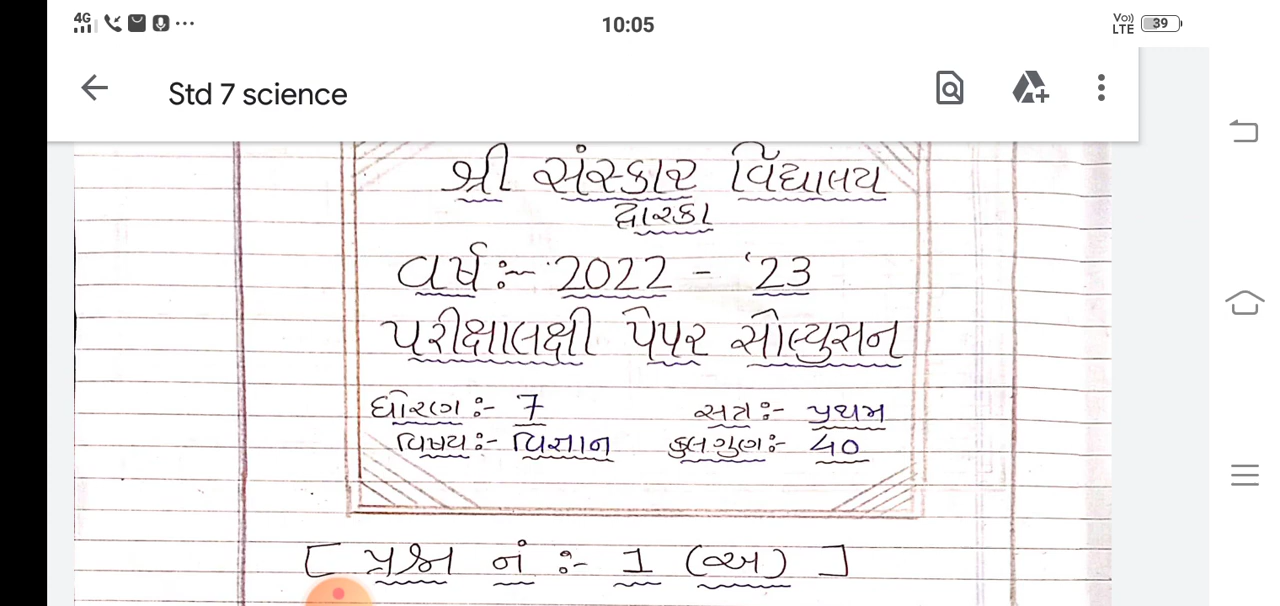 4G 10:05 Vo)) LTE 39
Std 7 science
શ્રી સંસ્કાર વિદ્યાલય
દ્વારકા
વર્ષ :- 2022 - '23
પરીક્ષાલક્ષી પેપર સોલ્યુસન
ધોરણ :- 7 સત્ર :- પ્રથમ
વિષય :- વિજ્ઞાન કુલગુણ :- 40
[ પ્રશ્ન નં :- 1 (અ) ]